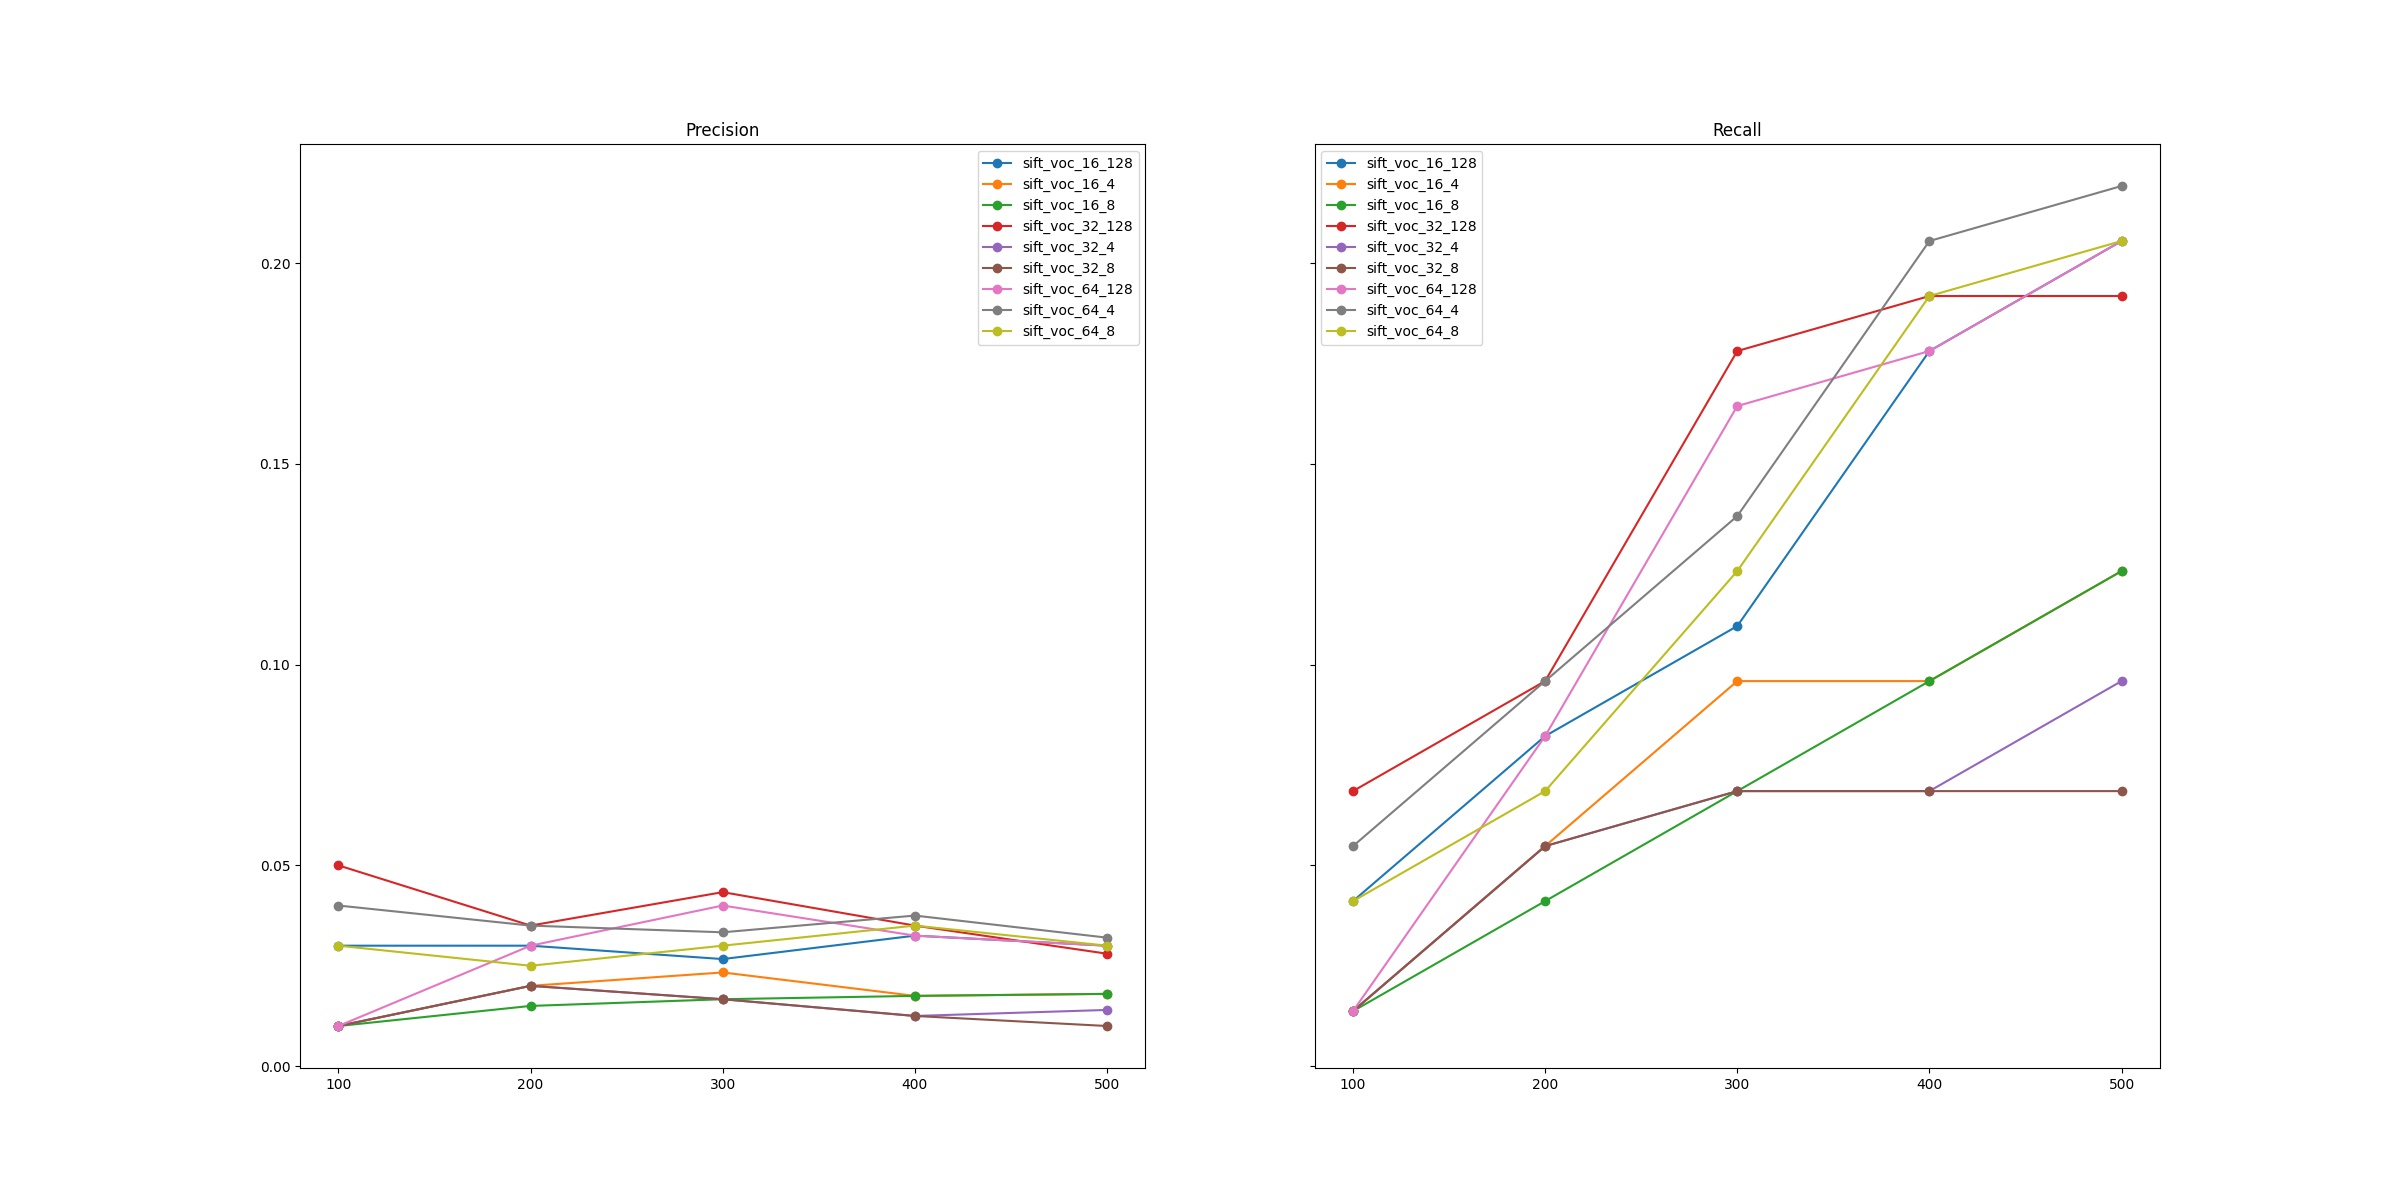 Precision
sift_voc_16_128
sift_voc_16_4
sift_voc_16_8
sift_voc_32_128
sift_voc_32_4
sift_voc_32_8
sift_voc_64_128
sift_voc_64_4
sift_voc_64_8
0.20
0.15
0.10
0.05
0.00
100 200 300 400 500
Recall
sift_voc_16_128
sift_voc_16_4
sift_voc_16_8
sift_voc_32_128
sift_voc_32_4
sift_voc_32_8
sift_voc_64_128
sift_voc_64_4
sift_voc_64_8
100 200 300 400 500